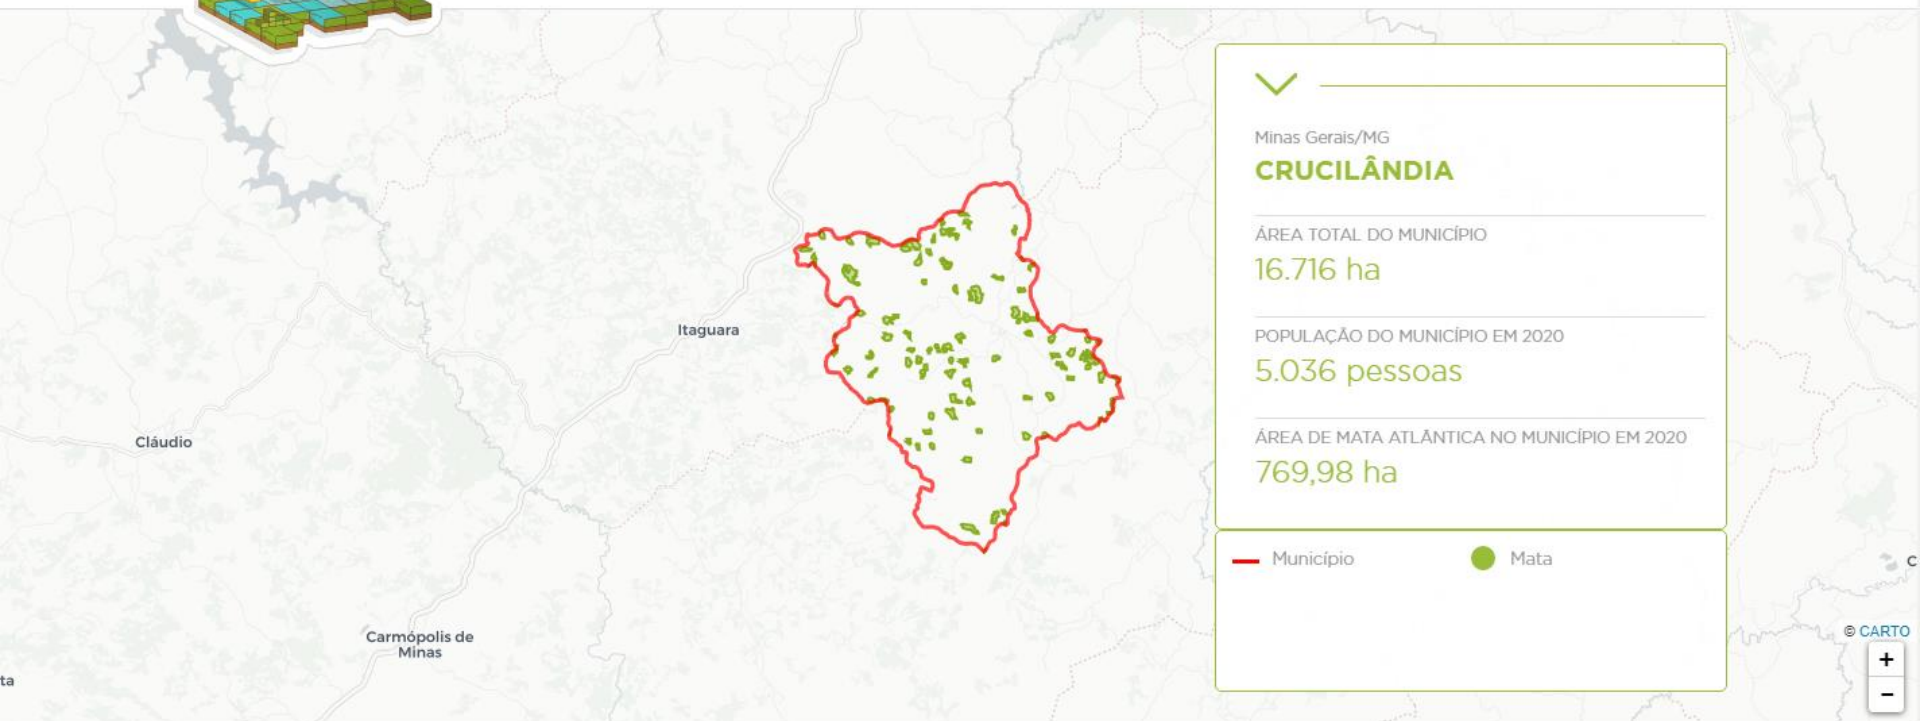 Minas Gerais/MG
CRUCILÂNDIA
ÁREA TOTAL DO MUNICÍPIO
16.716 ha
POPULAÇÃO DO MUNICÍPIO EM 2020
5.036 pessoas
ÁREA DE MATA ATLÂNTICA NO MUNICÍPIO EM 2020
769,98 ha
Município
Mata
Itaguara
Cláudio
Carmópolis de
Minas
ta
C
© CARTO
+
−